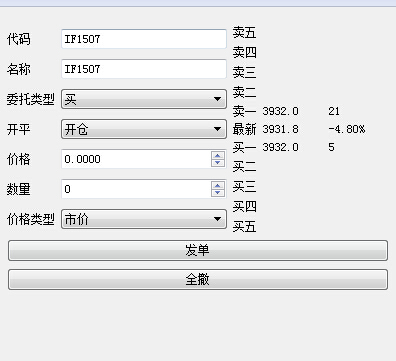 代码 IF1507
名称 IF1507
委托类型 买
开平 开仓
价格 0.0000
数量 0
价格类型 市价
卖五
卖四
卖三
卖二
卖一 3932.0 21
最新 3931.8 -4.80%
买一 3932.0 5
买二
买三
买四
买五
发单
全撤